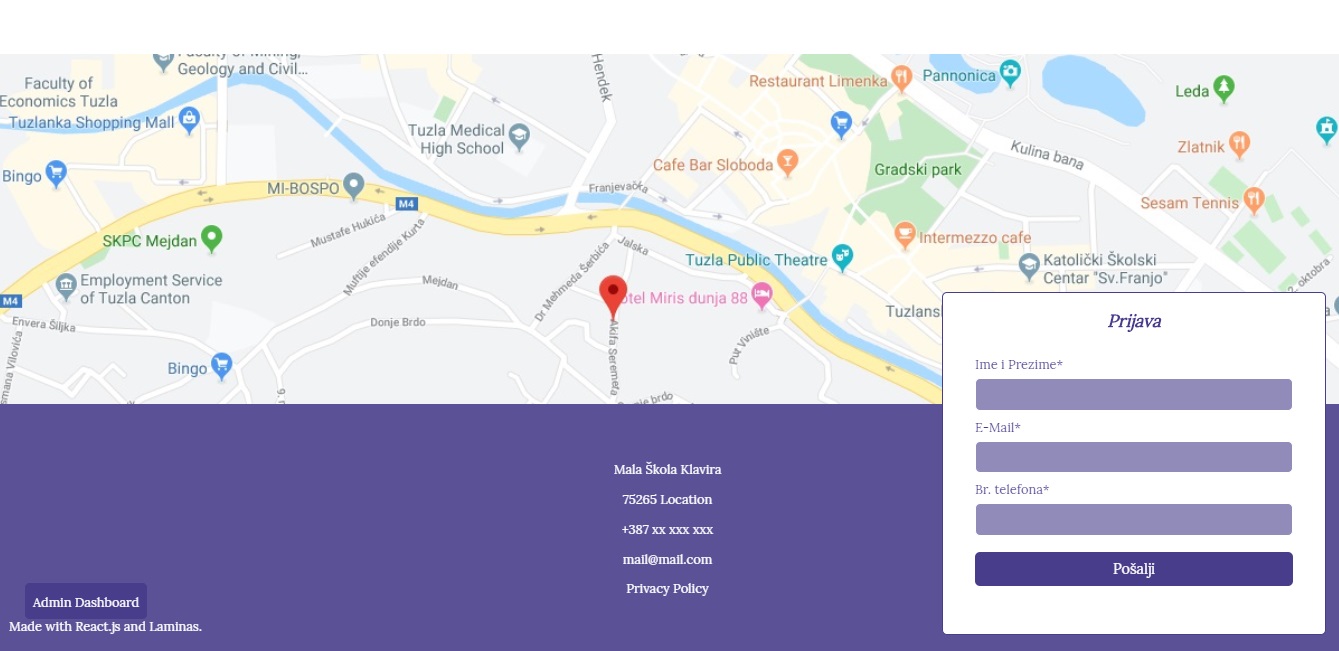 Faculty of Mining,
Geology and Civil...
Faculty of
Economics Tuzla
Tuzlanka Shopping Mall
Bingo
MI-BOSPO
M4
SKPC Mejdan
Employment Service
of Tuzla Canton
M4
Envera Šiljka
Bingo
Mustafe Hukića
Muftije efendije Kurta
Mejdan
Donje Brdo
Tuzla Medical
High School
Hendek
Franjevačka
Jalska
Dr Mehmeda Šerbića
Akifa Seremeta
Hotel Miris dunja 88
Put Vinište
Tuzla Public Theatre
Cafe Bar Sloboda
Restaurant Limenka
Pannonica
Gradski park
Intermezzo cafe
Kulina bana
Leda
Zlatnik
Sesam Tennis
Katolički Školski
Centar "Sv.Franjo"
2. oktobra
Tuzlans
Prijava
Ime i Prezime*
E-Mail*
Br. telefona*
Pošalji
Mala Škola Klavira
75265 Location
+387 xx xxx xxx
mail@mail.com
Privacy Policy
Admin Dashboard
Made with React.js and Laminas.